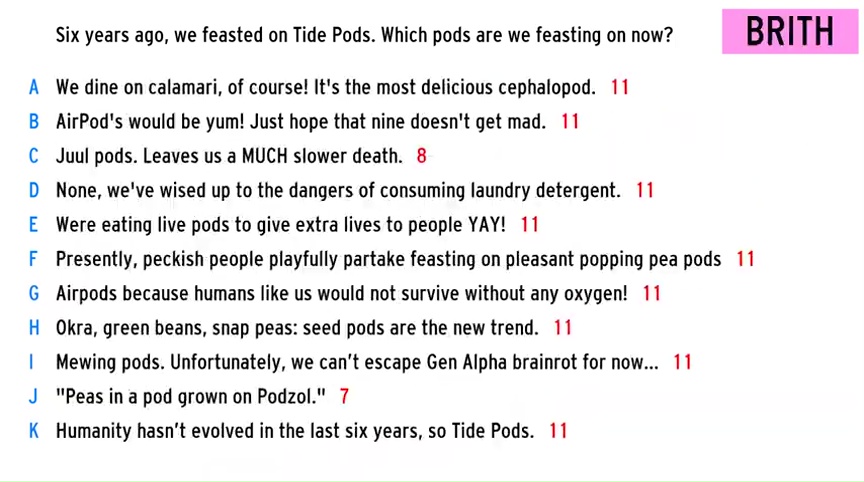 Six years ago, we feasted on Tide Pods. Which pods are we feasting on now?
BRITH
A We dine on calamari, of course! It's the most delicious cephalopod. 11
B AirPod's would be yum! Just hope that nine doesn't get mad. 11
C Juul pods. Leaves us a MUCH slower death. 8
D None, we've wised up to the dangers of consuming laundry detergent. 11
E Were eating live pods to give extra lives to people YAY! 11
F Presently, peckish people playfully partake feasting on pleasant popping pea pods 11
G Airpods because humans like us would not survive without any oxygen! 11
H Okra, green beans, snap peas: seed pods are the new trend. 11
I Mewing pods. Unfortunately, we can’t escape Gen Alpha brainrot for now... 11
J "Peas in a pod grown on Podzol." 7
K Humanity hasn’t evolved in the last six years, so Tide Pods. 11